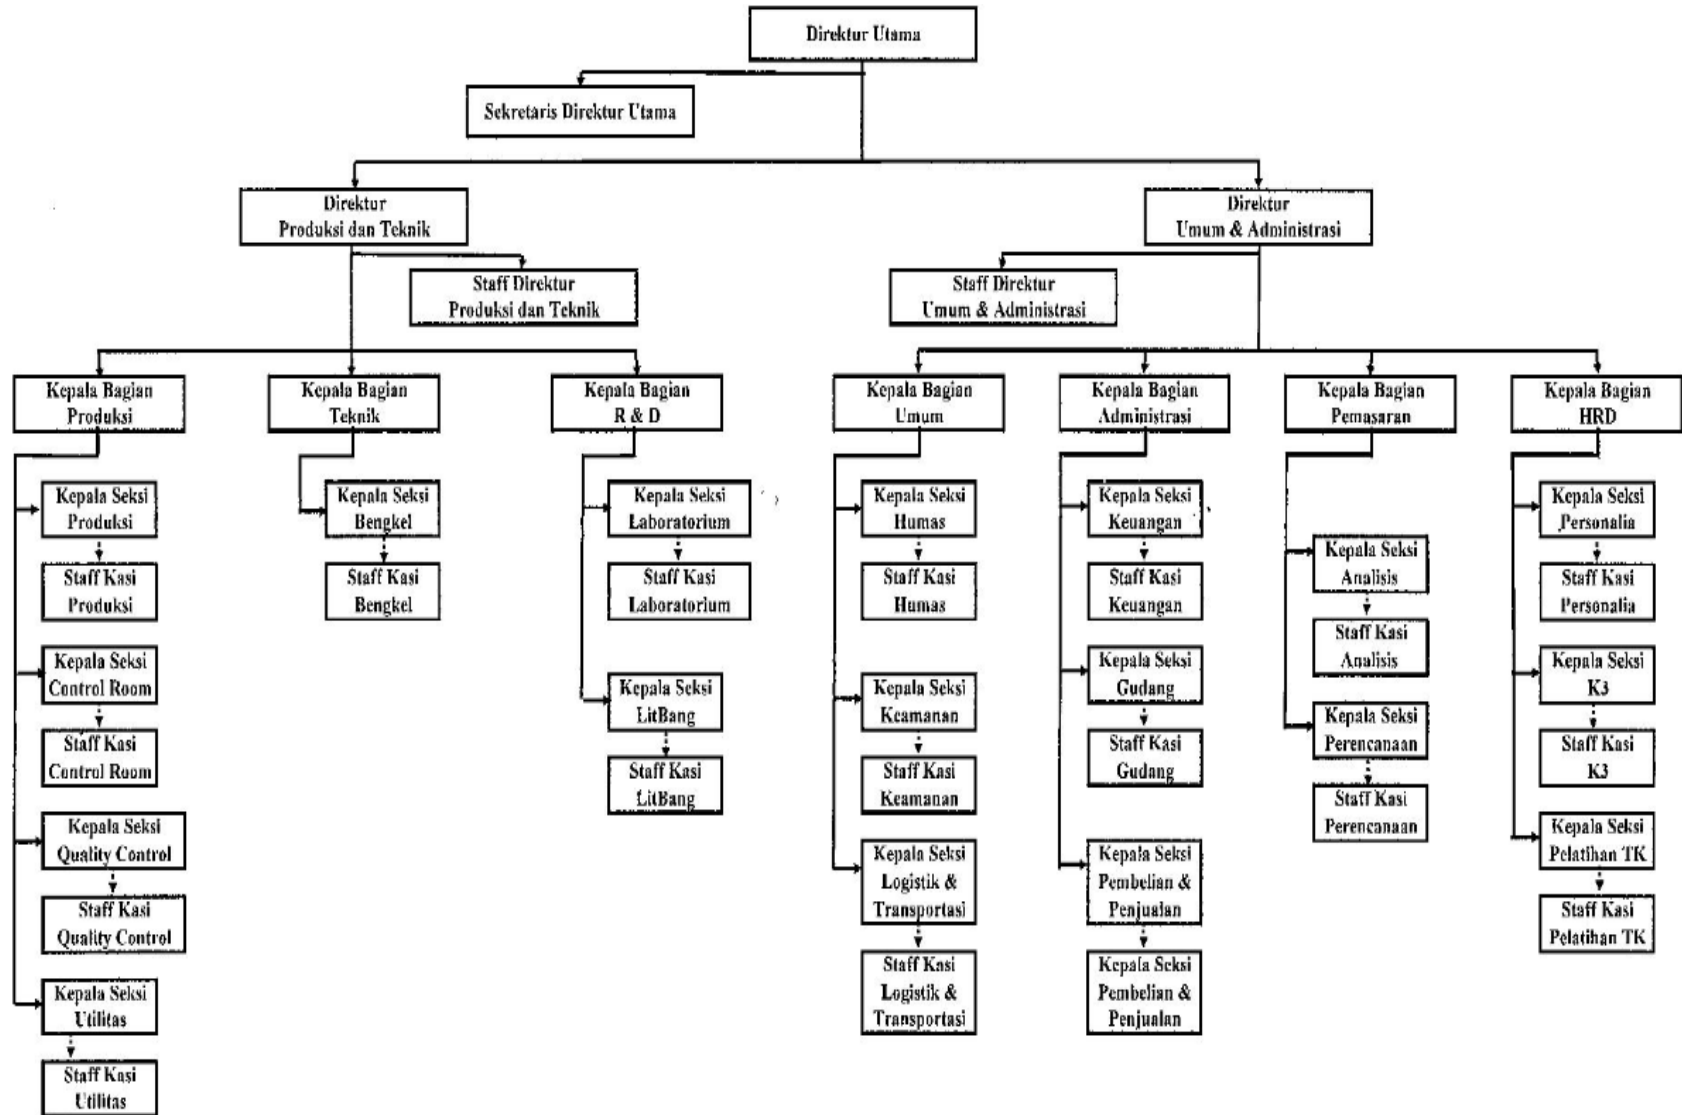 Direktur Utama
Sekretaris Direktur Utama
Direktur
Produksi dan Teknik
Direktur
Umum & Administrasi
Staff Direktur
Produksi dan Teknik
Staff Direktur
Umum & Administrasi
Kepala Bagian
Produksi
Kepala Bagian
Teknik
Kepala Bagian
R & D
Kepala Bagian
Umum
Kepala Bagian
Administrasi
Kepala Bagian
Pemasaran
Kepala Bagian
HRD
Kepala Seksi
Produksi
Staff Kasi
Produksi
Kepala Seksi
Control Room
Staff Kasi
Control Room
Kepala Seksi
Quality Control
Staff Kasi
Quality Control
Kepala Seksi
Utilitas
Staff Kasi
Utilitas
Kepala Seksi
Bengkel
Staff Kasi
Bengkel
Kepala Seksi
Laboratorium
Staff Kasi
Laboratorium
Kepala Seksi
LitBang
Staff Kasi
LitBang
Kepala Seksi
Humas
Staff Kasi
Humas
Kepala Seksi
Keamanan
Staff Kasi
Keamanan
Kepala Seksi
Logistik &
Transportasi
Staff Kasi
Logistik &
Transportasi
Kepala Seksi
Keuangan
Staff Kasi
Keuangan
Kepala Seksi
Gudang
Staff Kasi
Gudang
Kepala Seksi
Pembelian &
Penjualan
Kepala Seksi
Pembelian &
Penjualan
Kepala Seksi
Analisis
Staff Kasi
Analisis
Kepala Seksi
Perencanaan
Staff Kasi
Perencanaan
Kepala Seksi
Personalia
Staff Kasi
Personalia
Kepala Seksi
K3
Staff Kasi
K3
Kepala Seksi
Pelatihan TK
Staff Kasi
Pelatihan TK